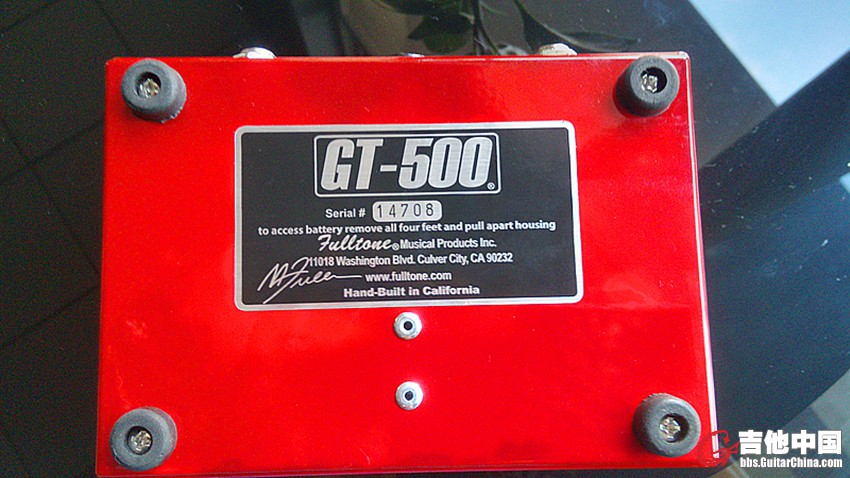 GT-500®
Serial # 14708
to access battery remove all four feet and pull apart housing
Fulltone® Musical Products Inc.
11018 Washington Blvd. Culver City, CA 90232
M Fuller
www.fulltone.com
Hand-Built in California
吉他中国
bbs.GuitarChina.com